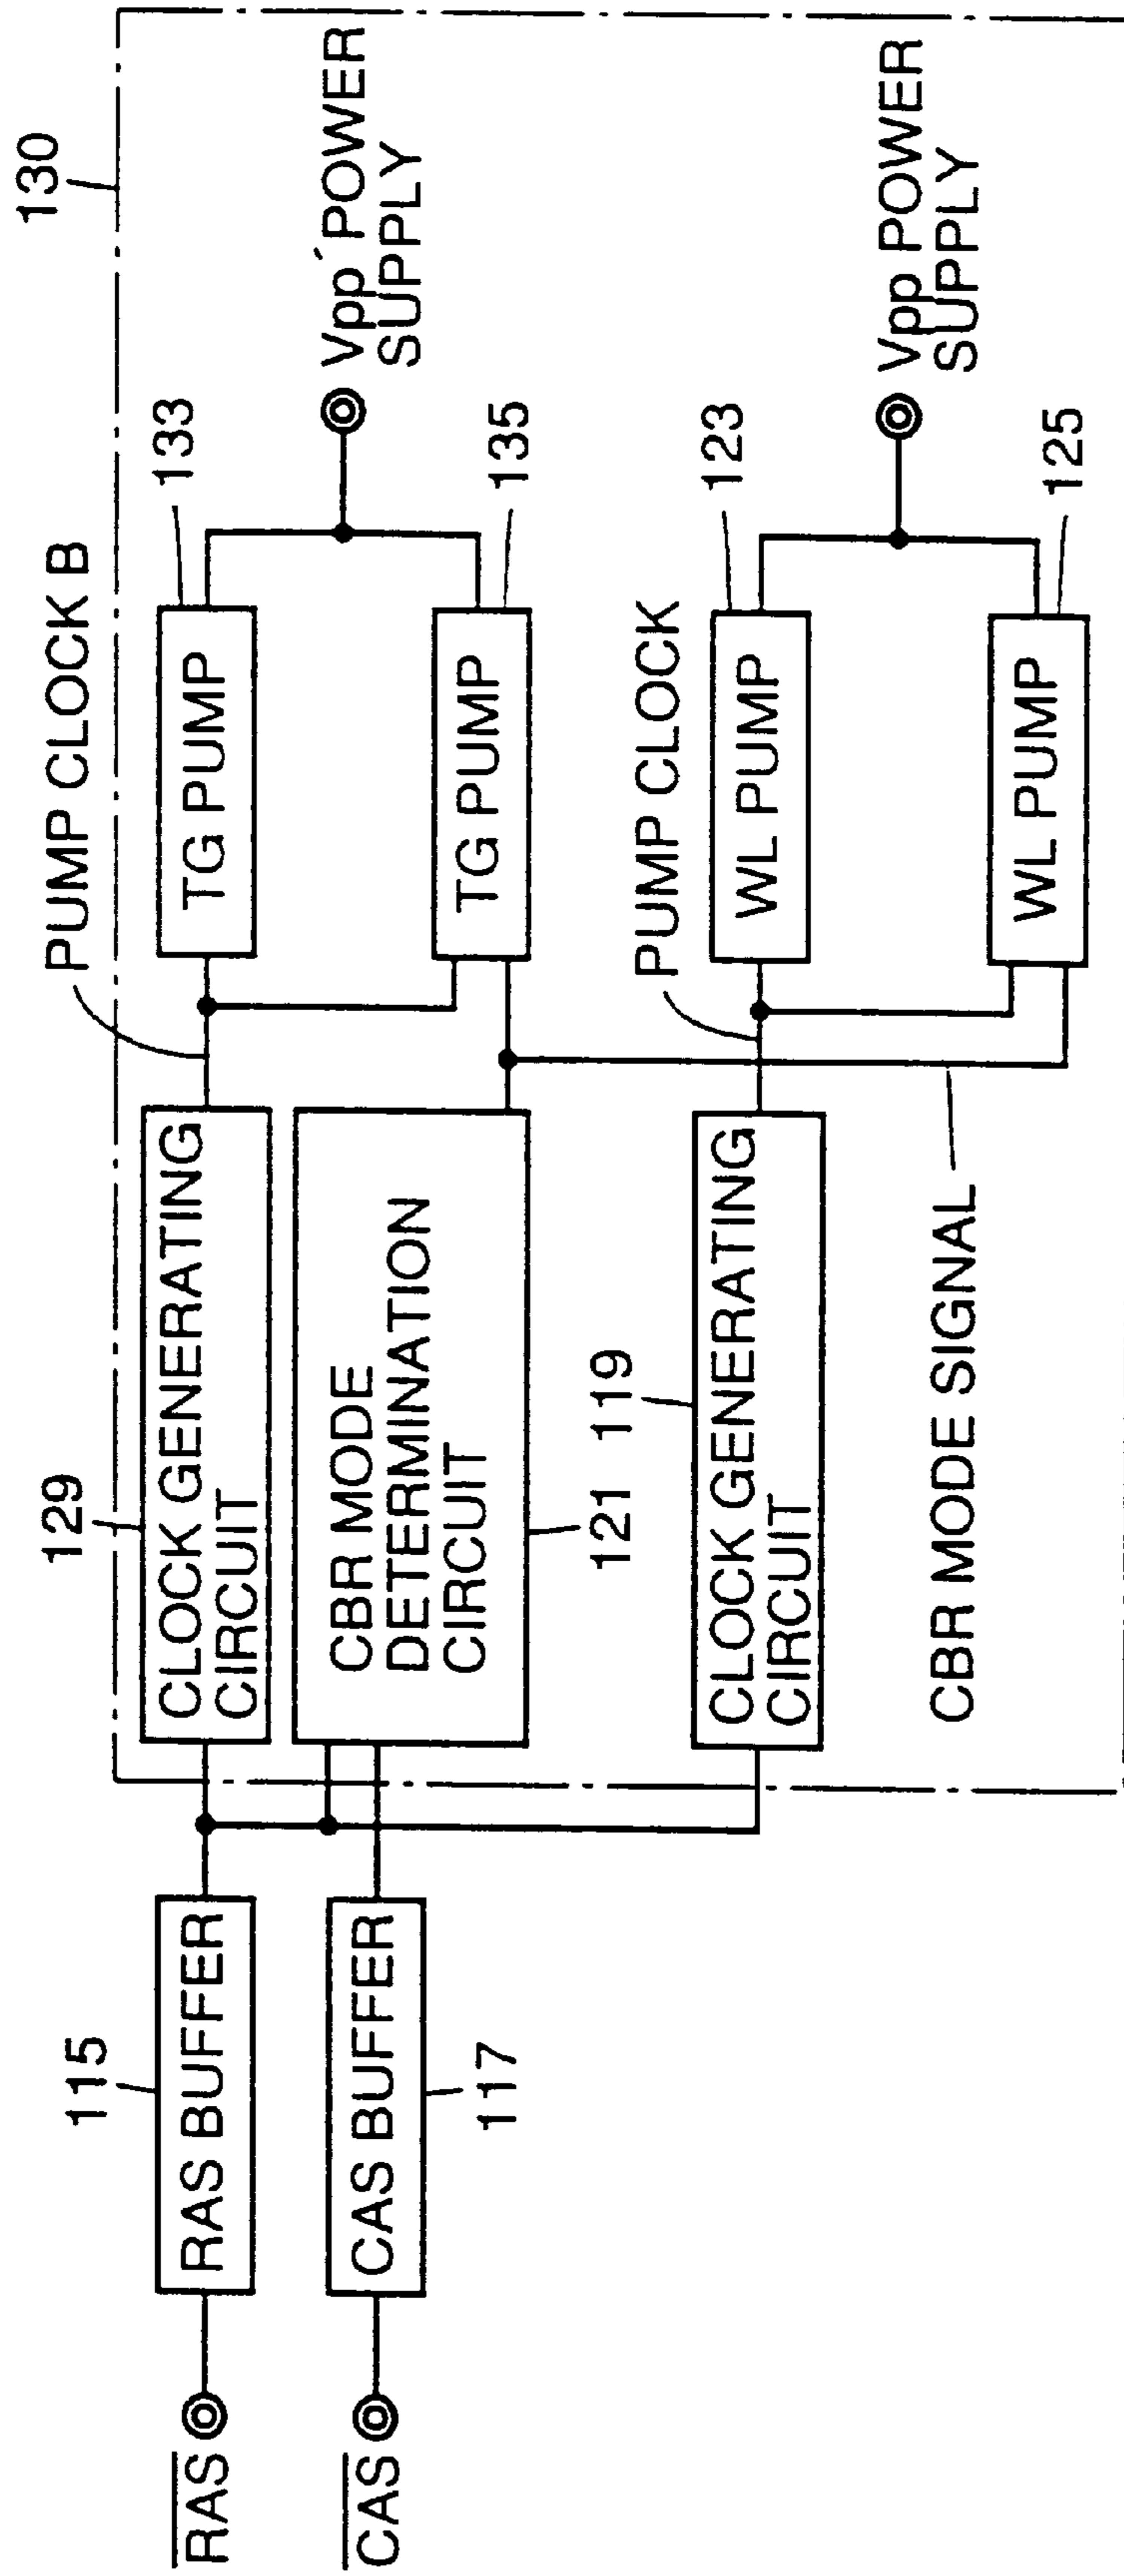 130
PUMP CLOCK B
133
129
CLOCK GENERATING
CIRCUIT
TG PUMP
Vpp´ POWER
SUPPLY
115
RAS
RAS BUFFER
CBR MODE
DETERMINATION
CIRCUIT
TG PUMP
135
CAS
CAS BUFFER
117
121
119
PUMP CLOCK
123
CLOCK GENERATING
CIRCUIT
WL PUMP
Vpp POWER
SUPPLY
CBR MODE SIGNAL
WL PUMP
125